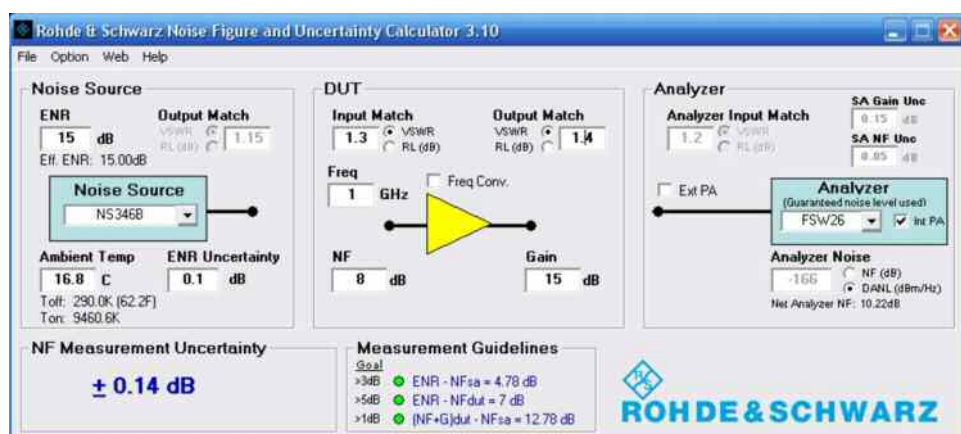 Rohde & Schwarz Noise Figure and Uncertainty Calculator 3.10
File Option Web Help
Noise Source
ENR
15 dB
Eff. ENR: 15.00dB
Output Match
VSWR 1.15
RL (dB)
Noise Source
NS346B
Ambient Temp
16.8 C
ENR Uncertainty
0.1 dB
Toff: 290.0K (62.2F)
Ton: 9460.6K
DUT
Input Match
1.3 VSWR
RL (dB)
Output Match
VSWR 1.4
RL (dB)
Freq
1 GHz
Freq Conv.
NF
8 dB
Gain
15 dB
Analyzer
Analyzer Input Match
1.2 VSWR
RL (dB)
SA Gain Unc
0.15 dB
SA NF Unc
0.05 dB
Ext PA
Analyzer
(Guaranteed noise level used)
FSW26 Int PA
Analyzer Noise
-166 NF (dB)
DANL (dBm/Hz)
Net Analyzer NF: 10.22dB
NF Measurement Uncertainty
± 0.14 dB
Measurement Guidelines
Goal
>3dB ENR - NFsa = 4.78 dB
>5dB ENR - NFdut = 7 dB
>1dB (NF+G)dut - NFsa = 12.78 dB
R&S
ROHDE&SCHWARZ